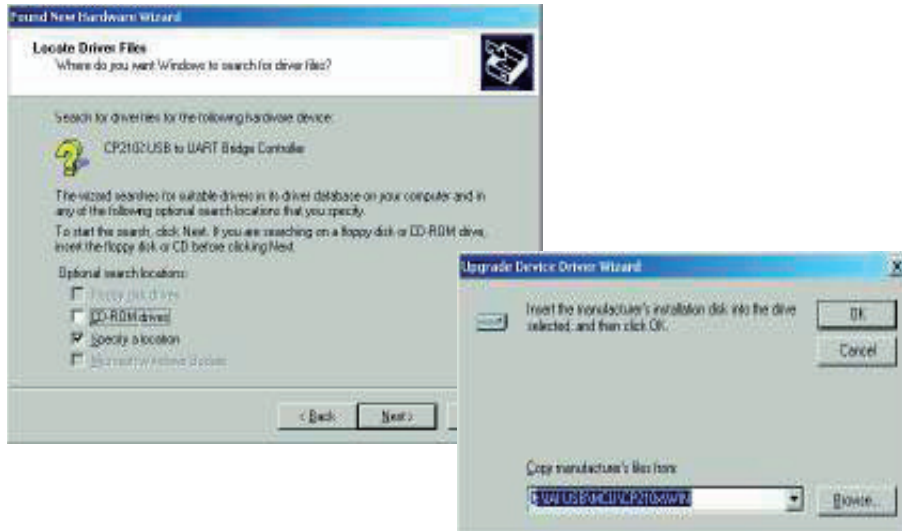 Found New Hardware Wizard
Locate Driver Files
Where do you want Windows to search for driver files?
Search for driver files for the following hardware device:
CP2102 USB to UART Bridge Controller
The wizard searches for suitable drivers in its driver database on your computer and in
any of the following optional search locations that you specify.
To start the search, click Next. If you are searching on a floppy disk or CD-ROM drive,
insert the floppy disk or CD before clicking Next.
Optional search locations:
Floppy disk drives
CD-ROM drives
Specify a location
Microsoft Windows Update
< Back
Next >
Upgrade Device Driver Wizard
X
Insert the manufacturer's installation disk into the drive
selected, and then click OK.
OK
Cancel
Copy manufacturer's files from:
Browse...